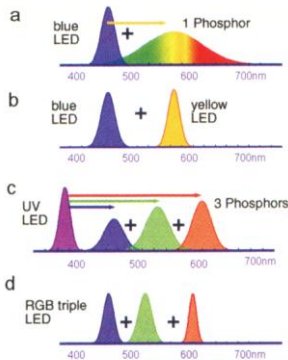 a
blue
LED
+
1 Phosphor
400 500 600 700nm
b
blue
LED
+
yellow
LED
400 500 600 700nm
c
UV
LED
+ +
3 Phosphors
400 500 600 700nm
d
RGB triple
LED
+ +
400 500 600 700nm